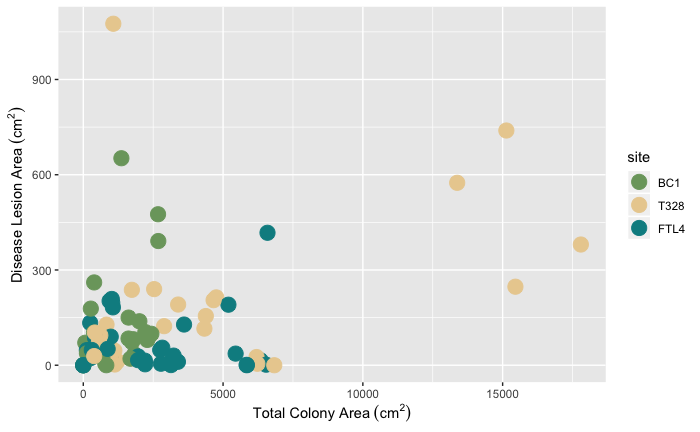 900
600
300
0
Disease Lesion Area (cm²)
0
5000
10000
15000
Total Colony Area (cm²)
site
BC1
T328
FTL4